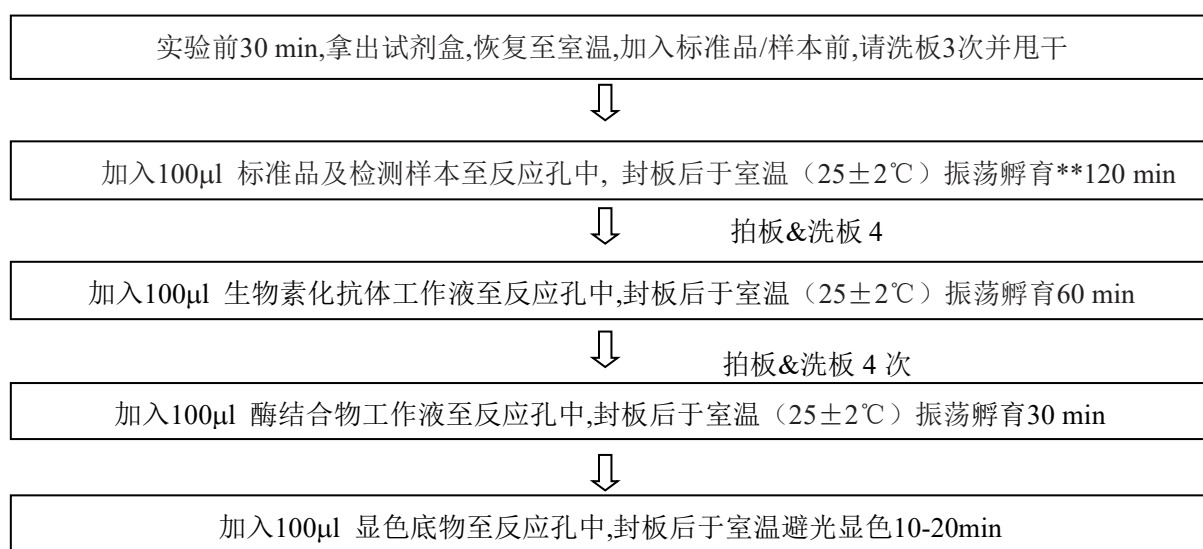 实验前30 min,拿出试剂盒,恢复至室温,加入标准品/样本前,请洗板3次并甩干
加入100μl 标准品及检测样本至反应孔中, 封板后于室温（25±2℃）振荡孵育**120 min
拍板&洗板 4
加入100μl 生物素化抗体工作液至反应孔中,封板后于室温（25±2℃）振荡孵育60 min
拍板&洗板 4 次
加入100μl 酶结合物工作液至反应孔中,封板后于室温（25±2℃）振荡孵育30 min
加入100μl 显色底物至反应孔中,封板后于室温避光显色10-20min